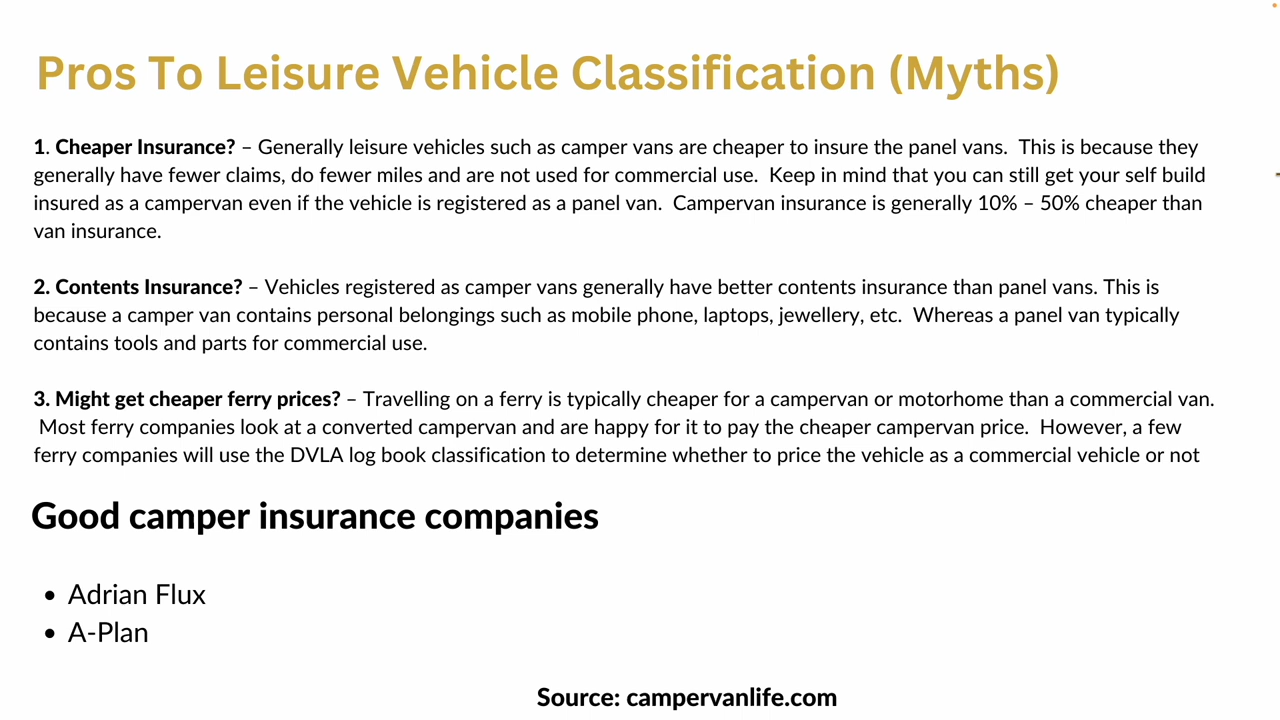 Pros To Leisure Vehicle Classification (Myths)
1. Cheaper Insurance? – Generally leisure vehicles such as camper vans are cheaper to insure the panel vans.  This is because they
generally have fewer claims, do fewer miles and are not used for commercial use.  Keep in mind that you can still get your self build
insured as a campervan even if the vehicle is registered as a panel van.  Campervan insurance is generally 10% – 50% cheaper than
van insurance.
2. Contents Insurance? – Vehicles registered as camper vans generally have better contents insurance than panel vans. This is
because a camper van contains personal belongings such as mobile phone, laptops, jewellery, etc.  Whereas a panel van typically
contains tools and parts for commercial use.
3. Might get cheaper ferry prices? – Travelling on a ferry is typically cheaper for a campervan or motorhome than a commercial van.
Most ferry companies look at a converted campervan and are happy for it to pay the cheaper campervan price.  However, a few
ferry companies will use the DVLA log book classification to determine whether to price the vehicle as a commercial vehicle or not
Good camper insurance companies
• Adrian Flux
• A-Plan
Source: campervanlife.com